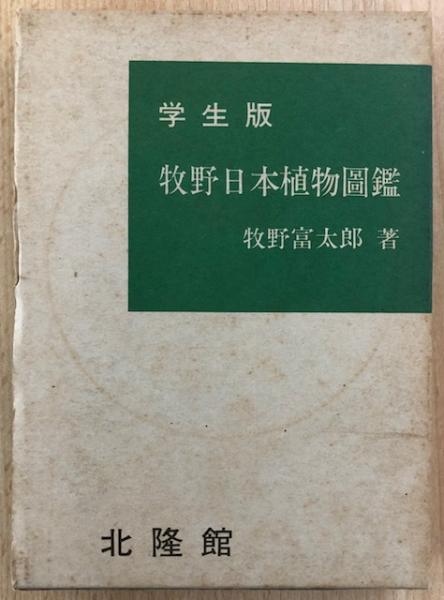 学生版
牧野日本植物圖鑑
牧野富太郎 著
北隆館